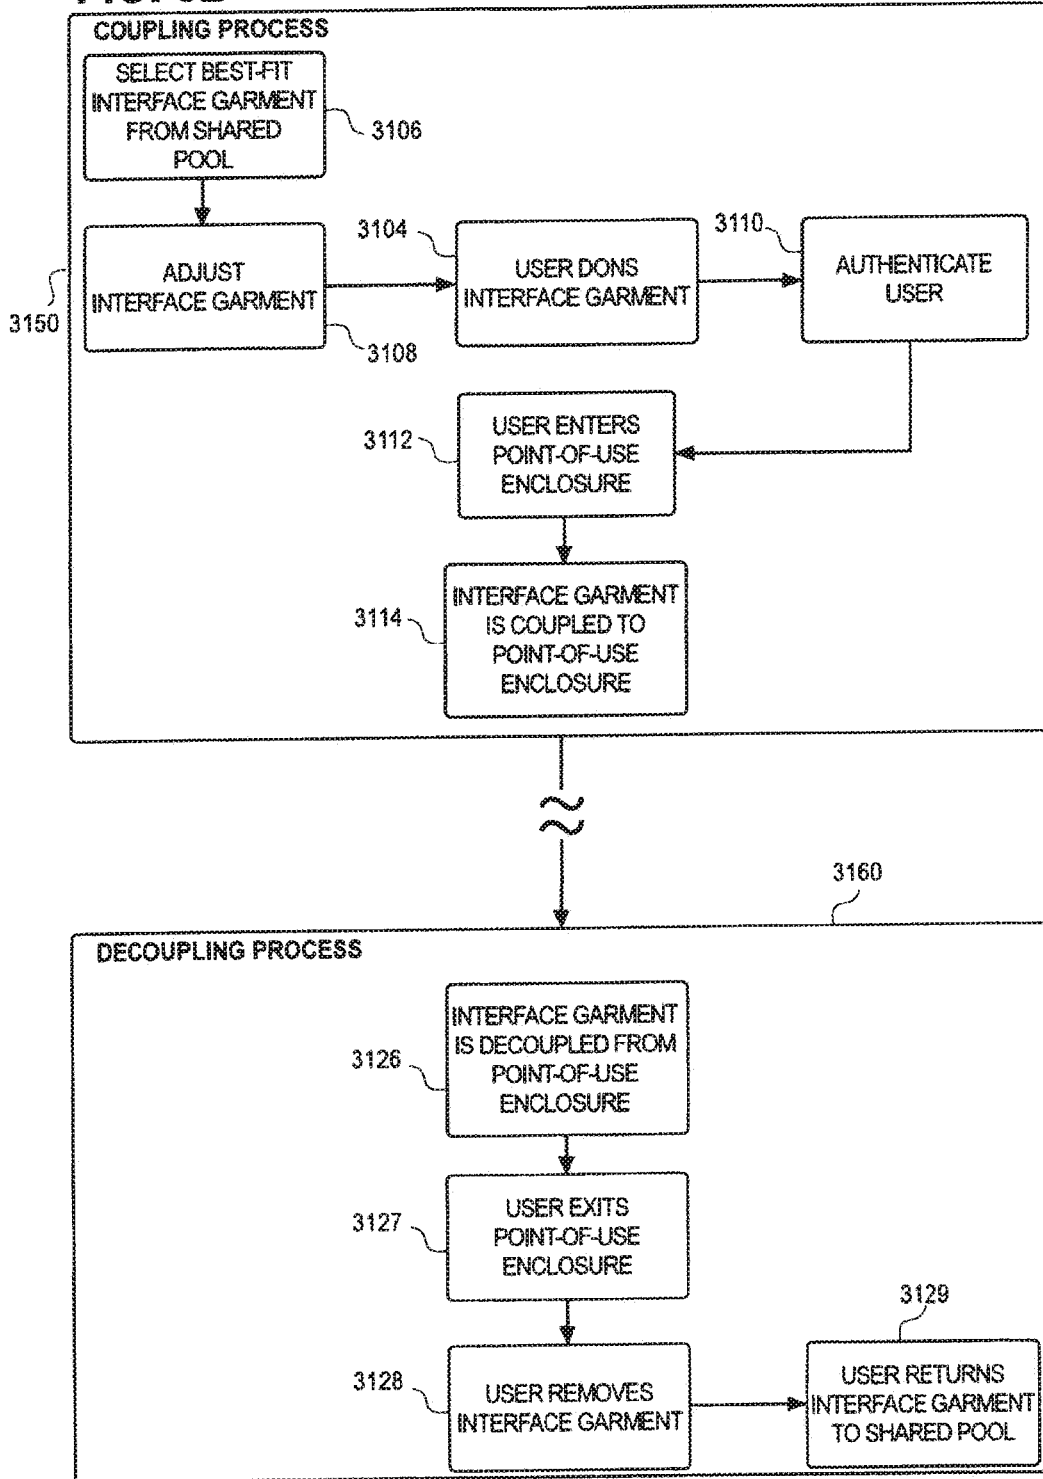 COUPLING PROCESS
SELECT BEST-FIT
INTERFACE GARMENT
FROM SHARED
POOL
3106
3104
3110
ADJUST
INTERFACE GARMENT
USER DONS
INTERFACE GARMENT
AUTHENTICATE
USER
3150
3108
3112
USER ENTERS
POINT-OF-USE
ENCLOSURE
3114
INTERFACE GARMENT
IS COUPLED TO
POINT-OF-USE
ENCLOSURE
3160
DECOUPLING PROCESS
3126
INTERFACE GARMENT
IS DECOUPLED FROM
POINT-OF-USE
ENCLOSURE
3127
USER EXITS
POINT-OF-USE
ENCLOSURE
3129
3128
USER REMOVES
INTERFACE GARMENT
USER RETURNS
INTERFACE GARMENT
TO SHARED POOL